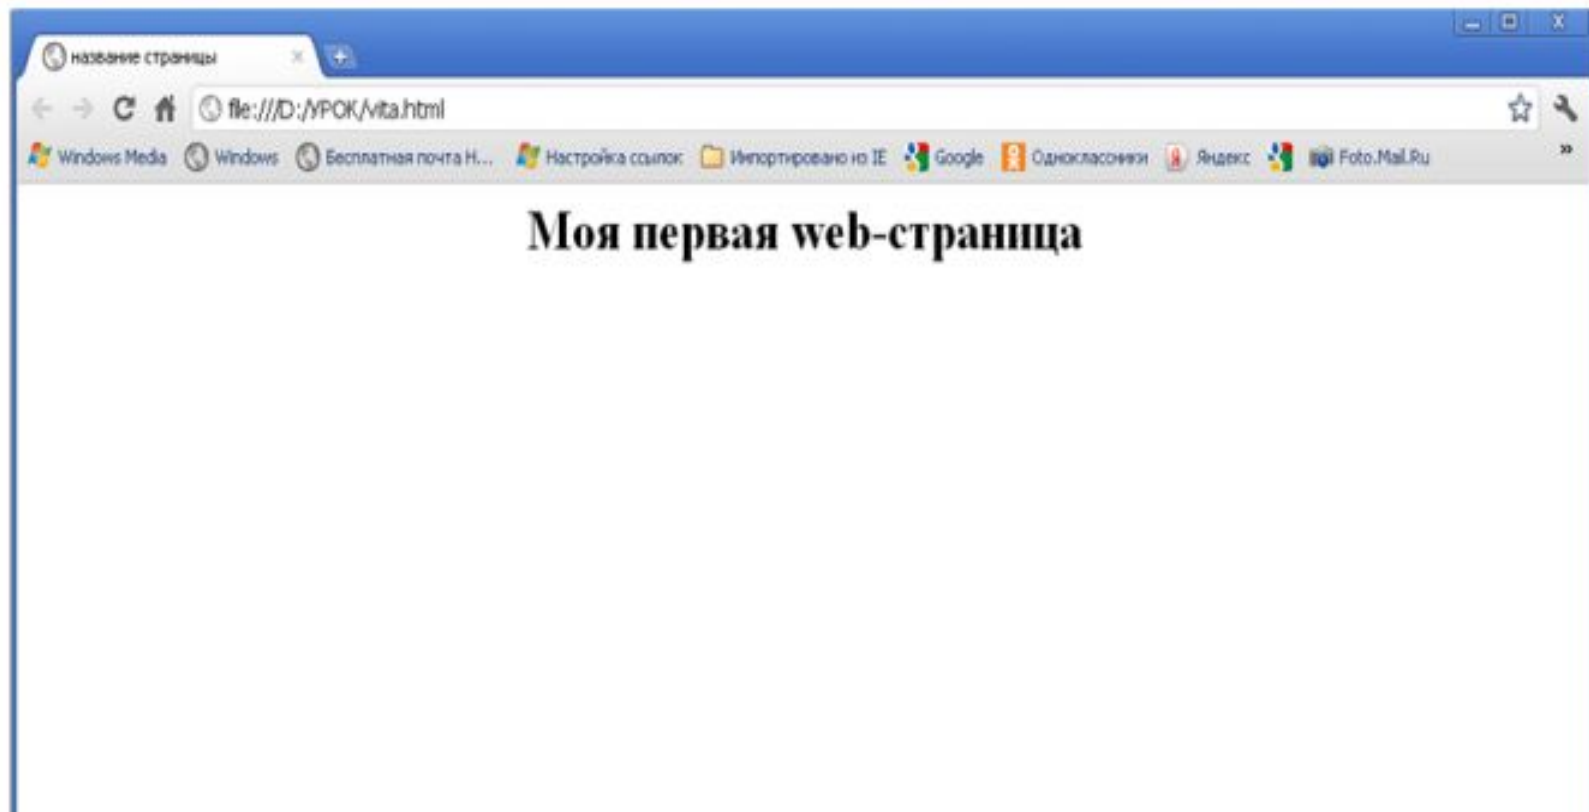 название страницы
file:///D:/УРОК/vita.html
Windows Media Windows Бесплатная почта H... Настройка ссылок Импортировано из IE Google Одноклассники Яндекс Foto.Mail.Ru »
Моя первая web-страница